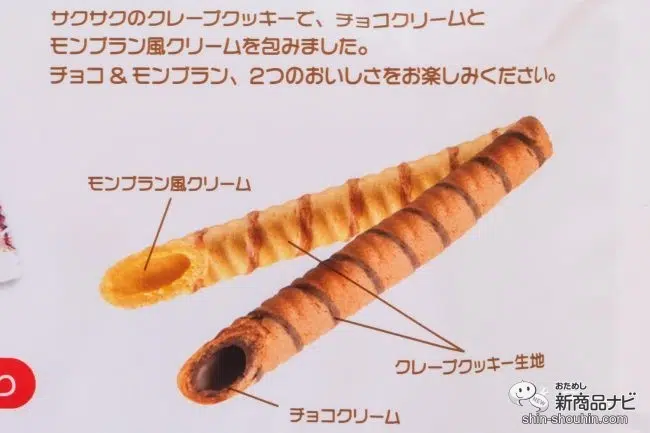 サクサクのクレープクッキーで、チョコクリームと
モンブラン風クリームを包みました。
チョコ&モンブラン、2つのおいしさをお楽しみください。
モンブラン風クリーム
クレープクッキー生地
チョコクリーム
おためし
新商品ナビ
shin-shouhin.com
NEW